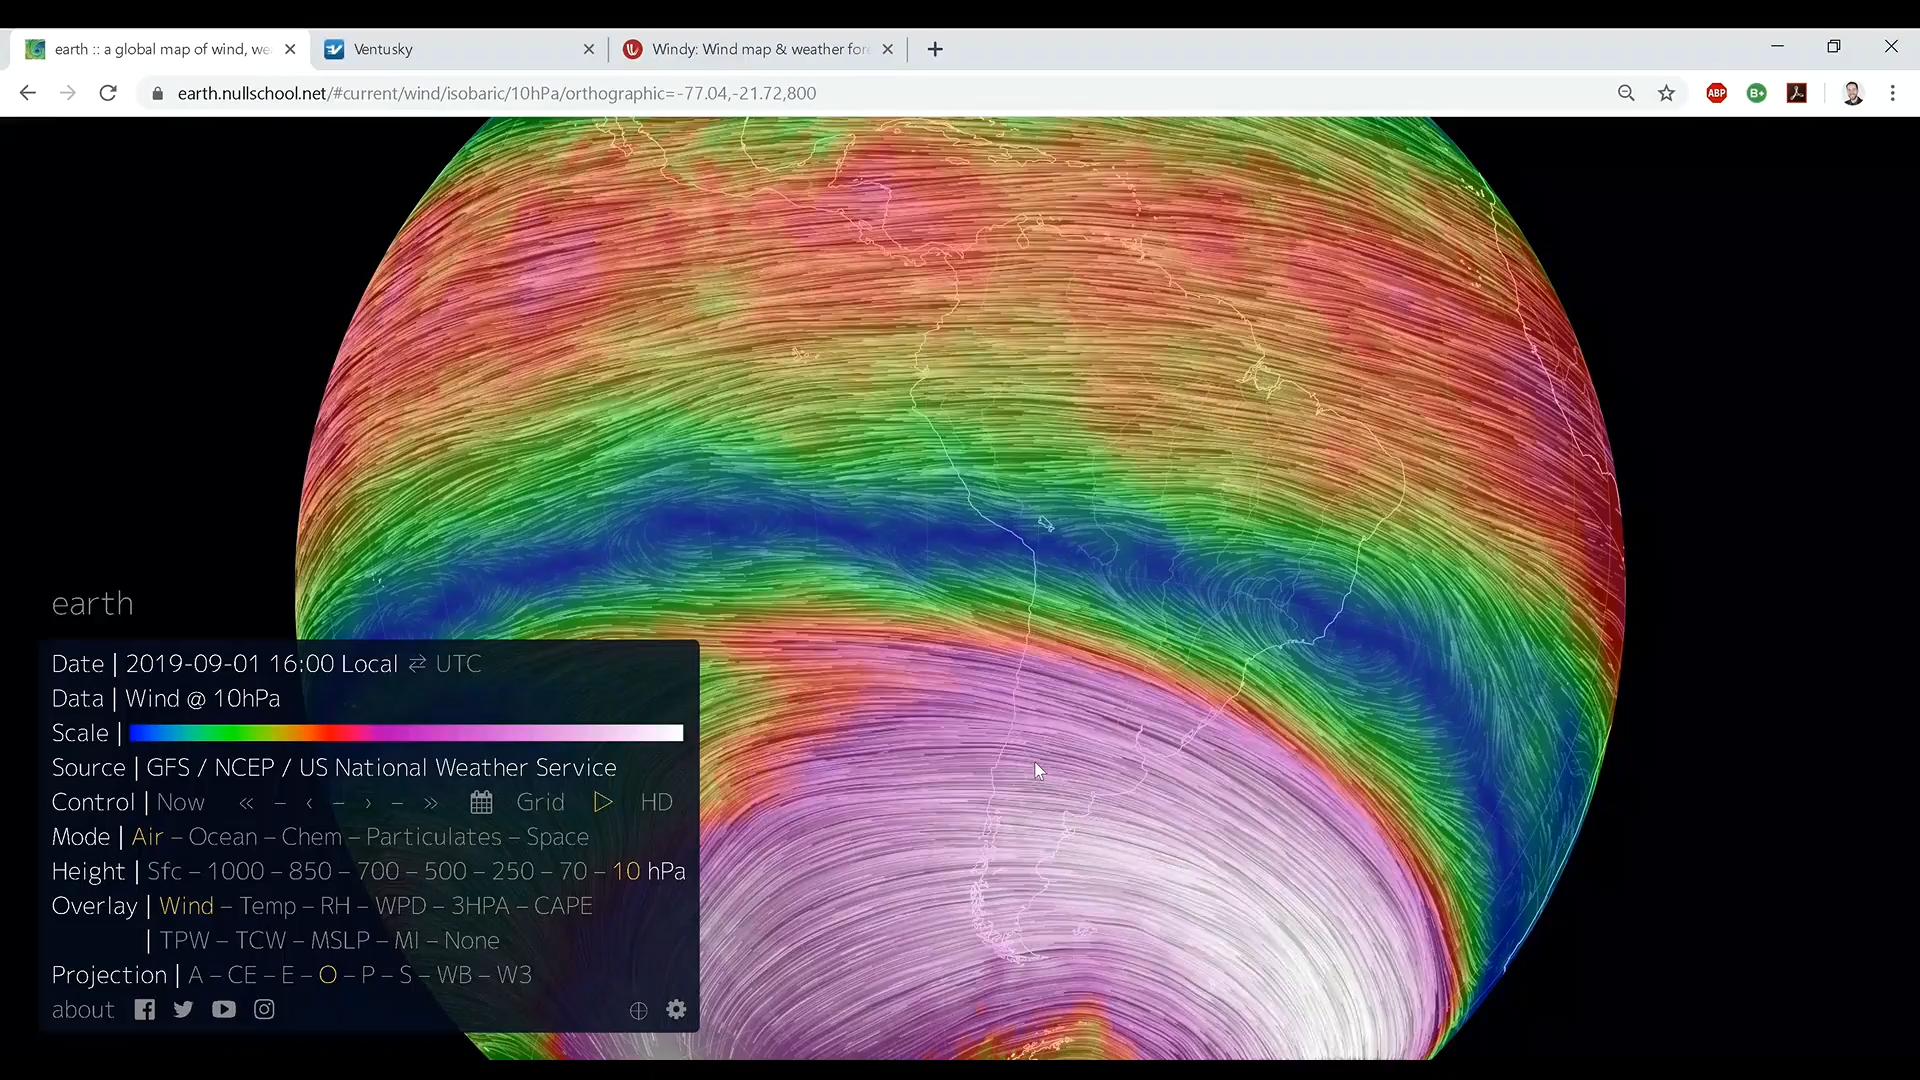 earth :: a global map of wind, we
Ventusky
Windy: Wind map & weather fore
earth.nullschool.net/#current/wind/isobaric/10hPa/orthographic=-77.04,-21.72,800
ABP
B+
earth
Date | 2019-09-01 16:00 Local ⇄ UTC
Data | Wind @ 10hPa
Scale |
Source | GFS / NCEP / US National Weather Service
Control | Now « – ‹ – › – » Grid ▷ HD
Mode | Air – Ocean – Chem – Particulates – Space
Height | Sfc – 1000 – 850 – 700 – 500 – 250 – 70 – 10 hPa
Overlay | Wind – Temp – RH – WPD – 3HPA – CAPE
| TPW – TCW – MSLP – MI – None
Projection | A – CE – E – O – P – S – WB – W3
about